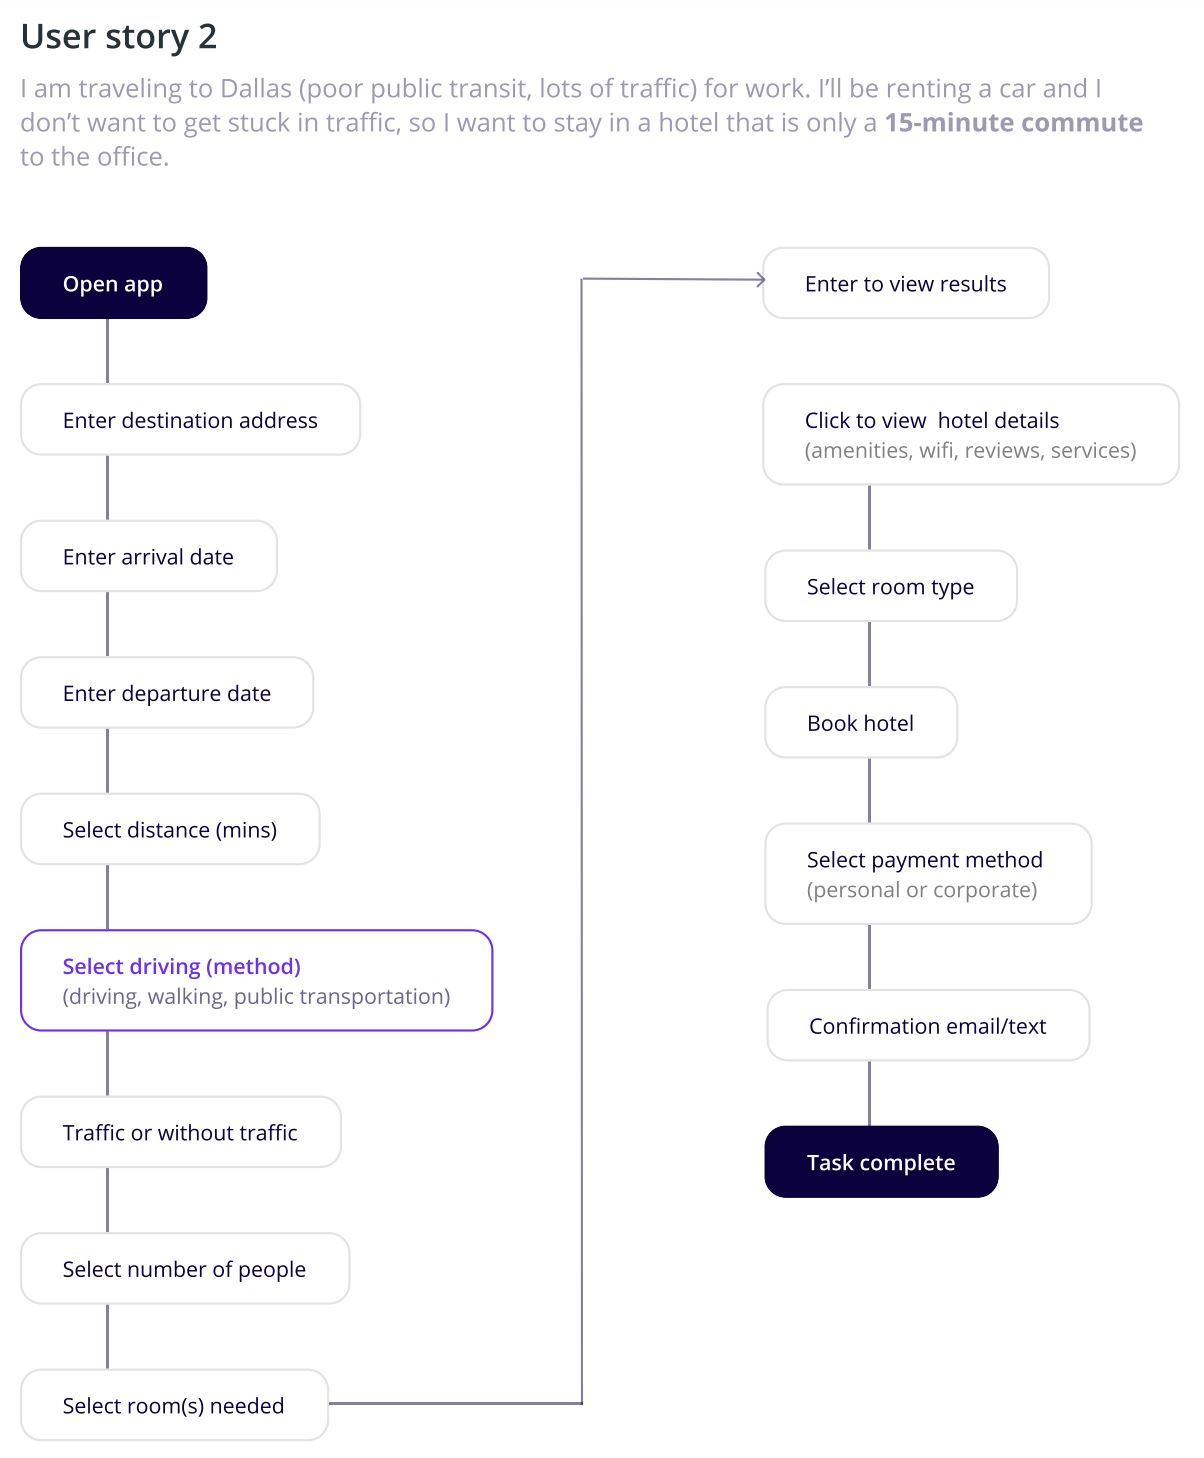 User story 2
I am traveling to Dallas (poor public transit, lots of traffic) for work. I’ll be renting a car and I
don’t want to get stuck in traffic, so I want to stay in a hotel that is only a 15-minute commute
to the office.
Open app
Enter destination address
Enter arrival date
Enter departure date
Select distance (mins)
Select driving (method)
(driving, walking, public transportation)
Traffic or without traffic
Select number of people
Select room(s) needed
Enter to view results
Click to view  hotel details
(amenities, wifi, reviews, services)
Select room type
Book hotel
Select payment method
(personal or corporate)
Confirmation email/text
Task complete